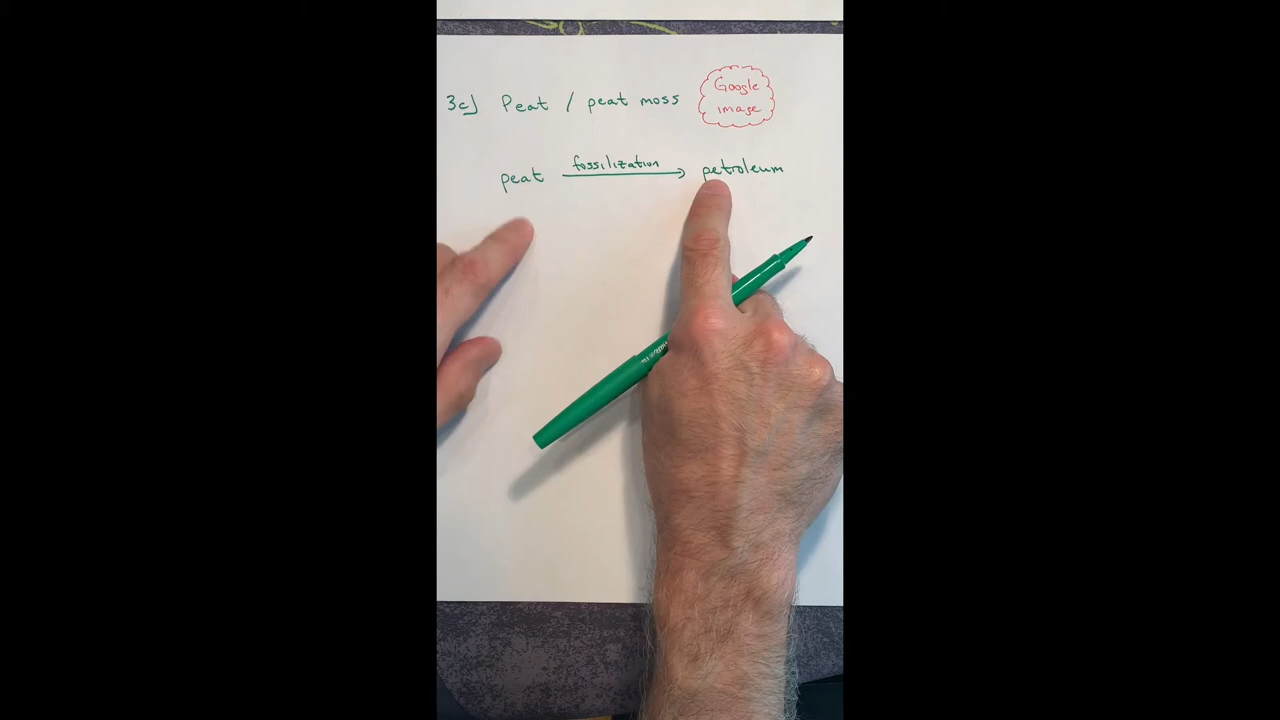 3c) Peat / peat moss
Google
image
fossilization
peat → petroleum